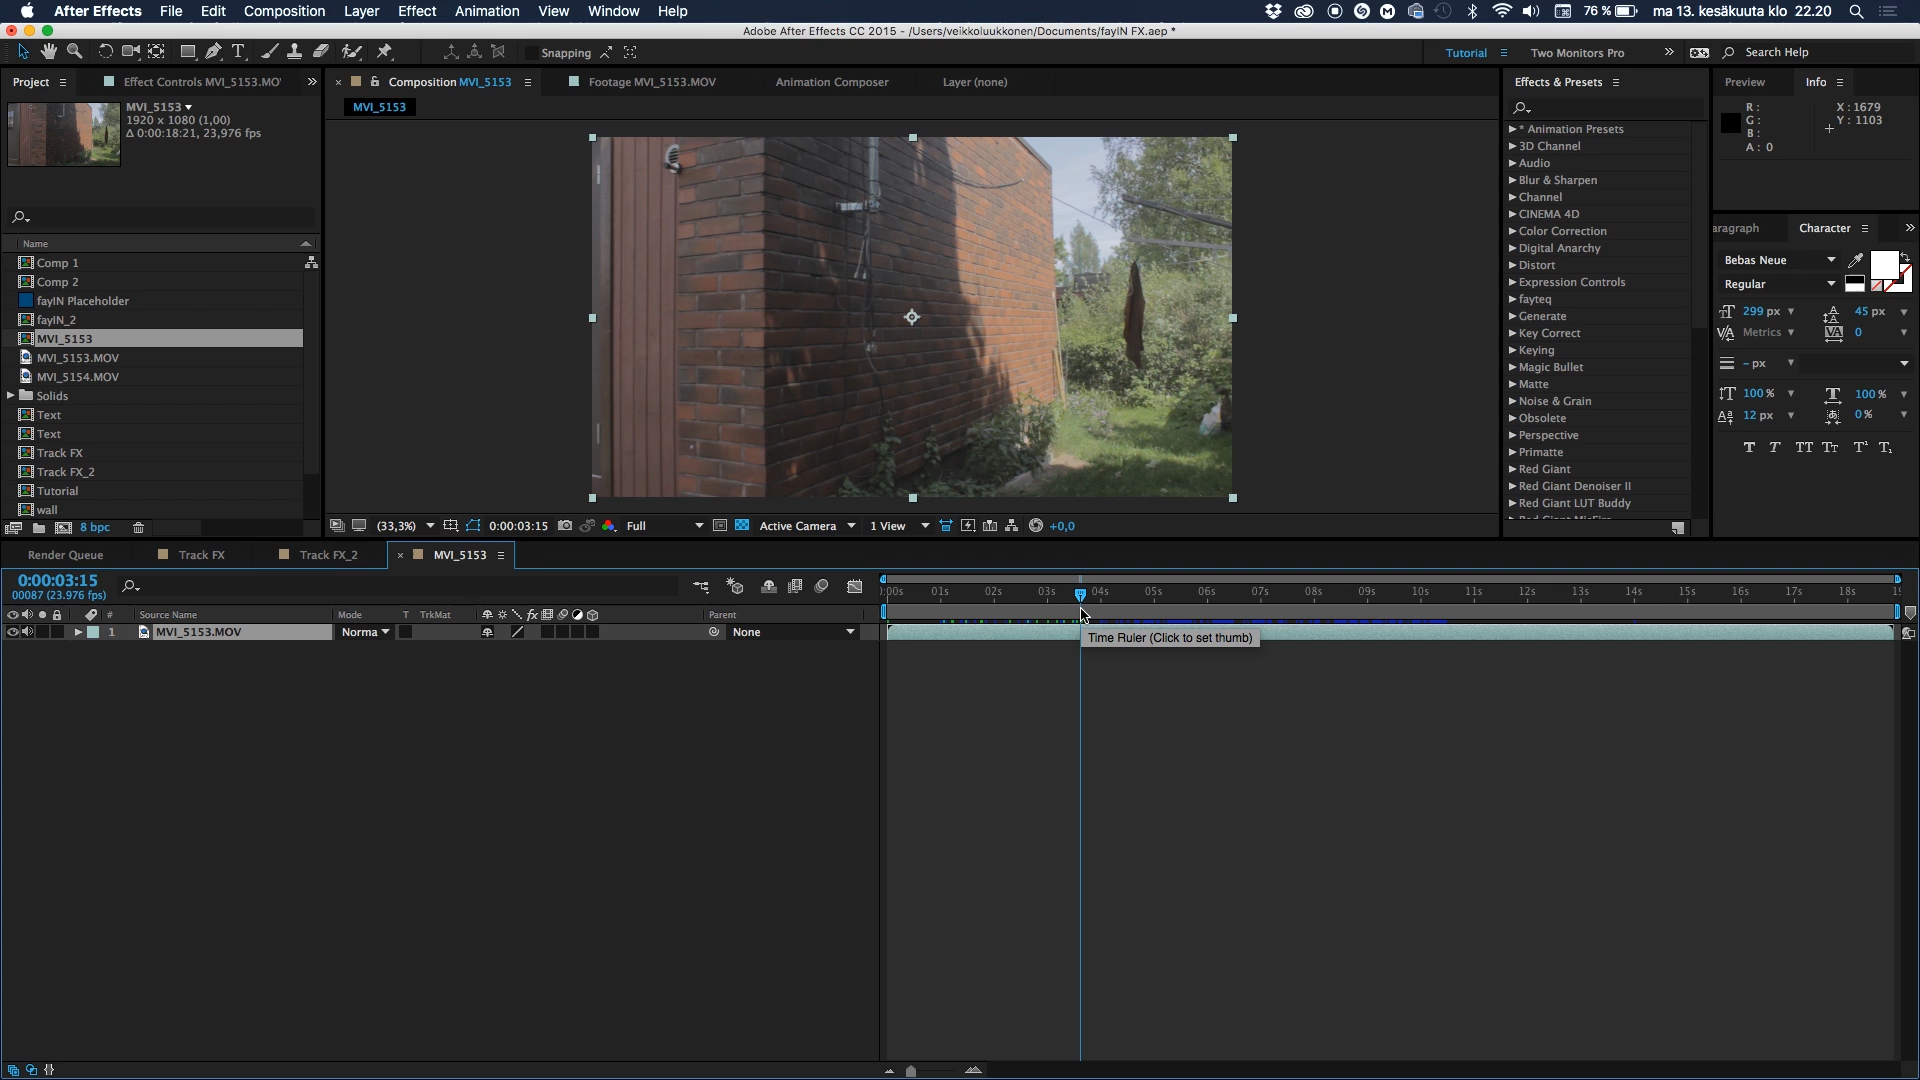 After Effects File Edit Composition Layer Effect Animation View Window Help 76 % ma 13. kesäkuuta klo 22.20
Adobe After Effects CC 2015 - /Users/veikkoluukkonen/Documents/fayIN FX.aep *
Snapping Tutorial Two Monitors Pro Search Help
Project Effect Controls MVI_5153.MO
Composition MVI_5153 Footage MVI_5153.MOV Animation Composer Layer (none)
MVI_5153
MVI_5153
1920 x 1080 (1,00)
Δ 0:00:18:21, 23,976 fps)
Name
Comp 1
Comp 2
fayIN Placeholder
fayIN_2
MVI_5153
MVI_5153.MOV
MVI_5154.MOV
Solids
Text
Text
Track FX
Track FX_2
Tutorial
wall
8 bpc
(33,3%) 0:00:03:15 Full Active Camera 1 View +0,0
Effects & Presets
* Animation Presets
3D Channel
Audio
Blur & Sharpen
Channel
CINEMA 4D
Color Correction
Digital Anarchy
Distort
Expression Controls
fayteq
Generate
Key Correct
Keying
Magic Bullet
Matte
Noise & Grain
Obsolete
Perspective
Primatte
Red Giant
Red Giant Denoiser II
Red Giant LUT Buddy
Preview Info
R :
G :
B :
A : 0
X : 1679
Y : 1103
aragraph Character
Bebas Neue
Regular
299 px 45 px
Metrics 0
- px
100 % 100 %
12 px 0 %
T T TT Tt T¹ T₁
Render Queue Track FX Track FX_2 MVI_5153
0:00:03:15
00087 (23.976 fps)
# Source Name Mode T TrkMat fx Parent
1 MVI_5153.MOV Norma None
:00s 01s 02s 03s 04s 05s 06s 07s 08s 09s 10s 11s 12s 13s 14s 15s 16s 17s 18s 19
Time Ruler (Click to set thumb)